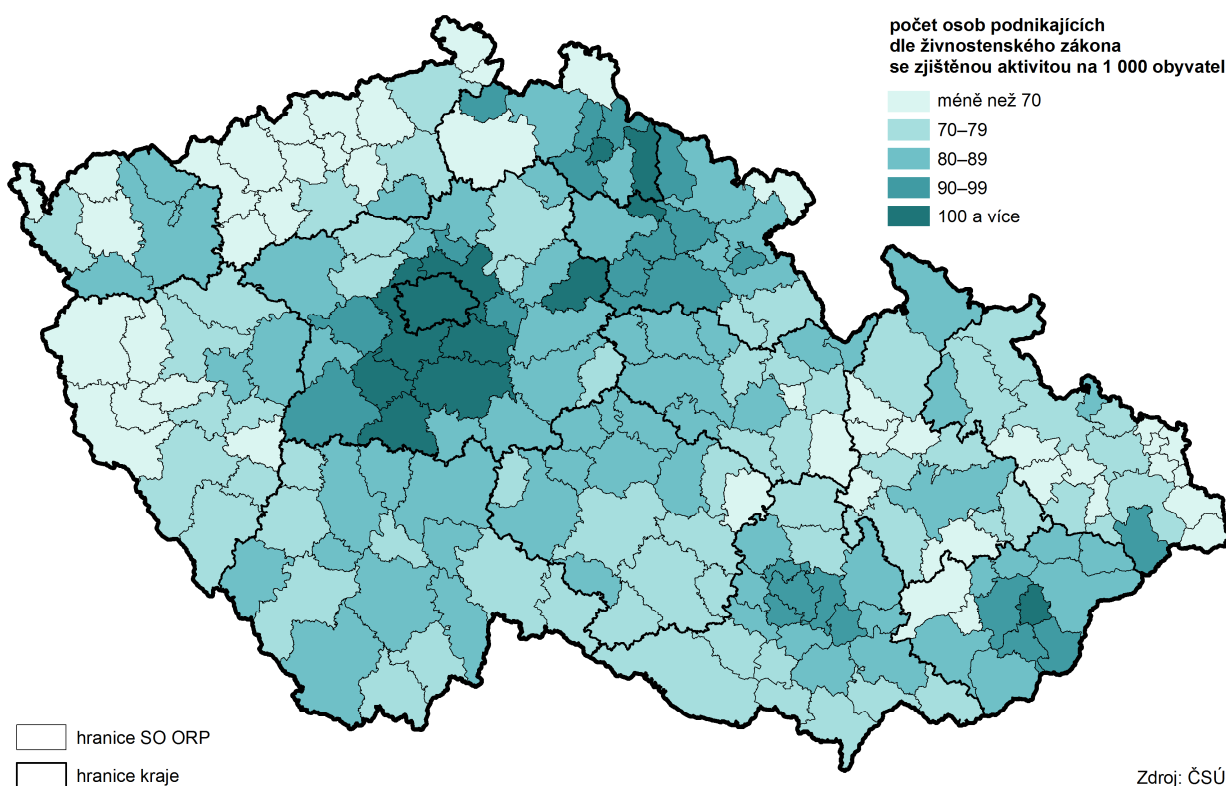 počet osob podnikajících
dle živnostenského zákona
se zjištěnou aktivitou na 1 000 obyvatel
méně než 70
70–79
80–89
90–99
100 a více
hranice SO ORP
hranice kraje
Zdroj: ČSÚ